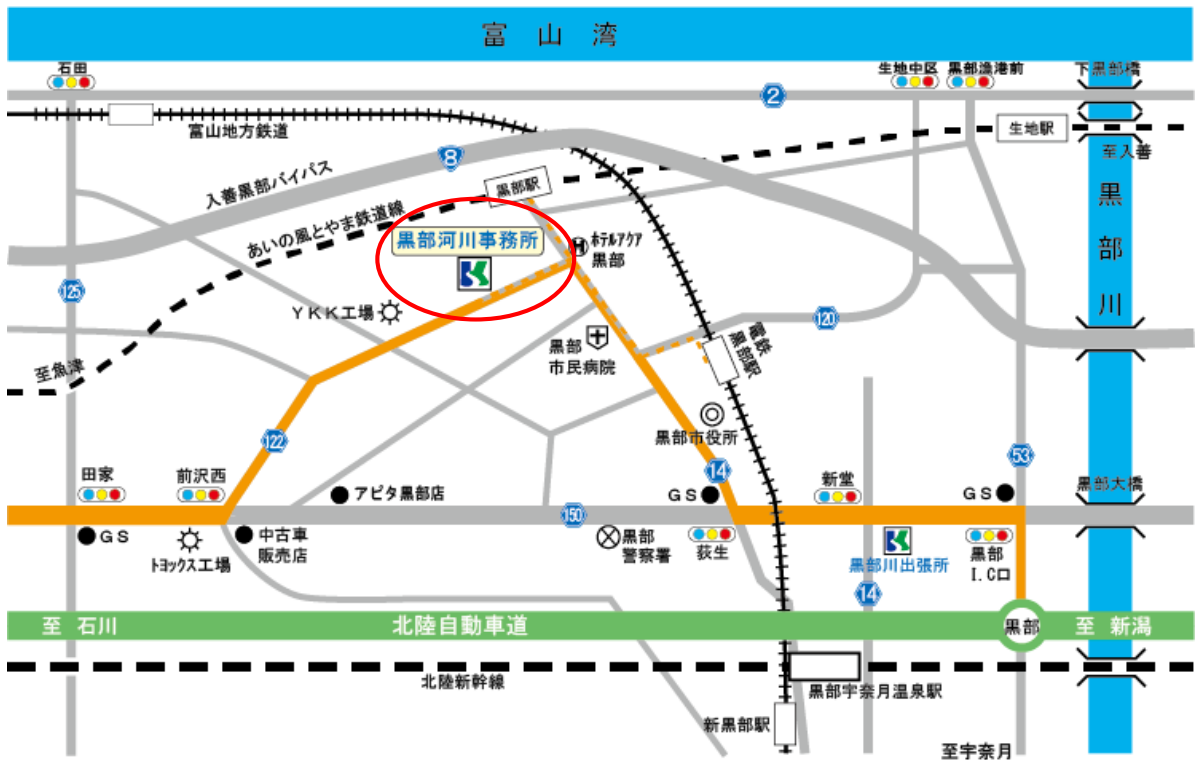 富山湾
石田
生地中区
黒部漁港前
下黒部橋
2
富山地方鉄道
生地駅
至入善
8
入善黒部バイパス
黒部駅
あいの風とやま鉄道線
黒部川
黒部河川事務所
H
ホテルアクア
黒部
125
YKK工場
120
電鉄
黒部駅
黒部
市民病院
至魚津
黒部市役所
122
14
53
田家
前沢西
アピタ黒部店
GS
新堂
GS
黒部大橋
150
GS
トヨックス工場
中古車
販売店
黒部
警察署
荻生
黒部川出張所
黒部
I.C口
14
至 石川
北陸自動車道
黒部
至 新潟
北陸新幹線
黒部宇奈月温泉駅
新黒部駅
至宇奈月